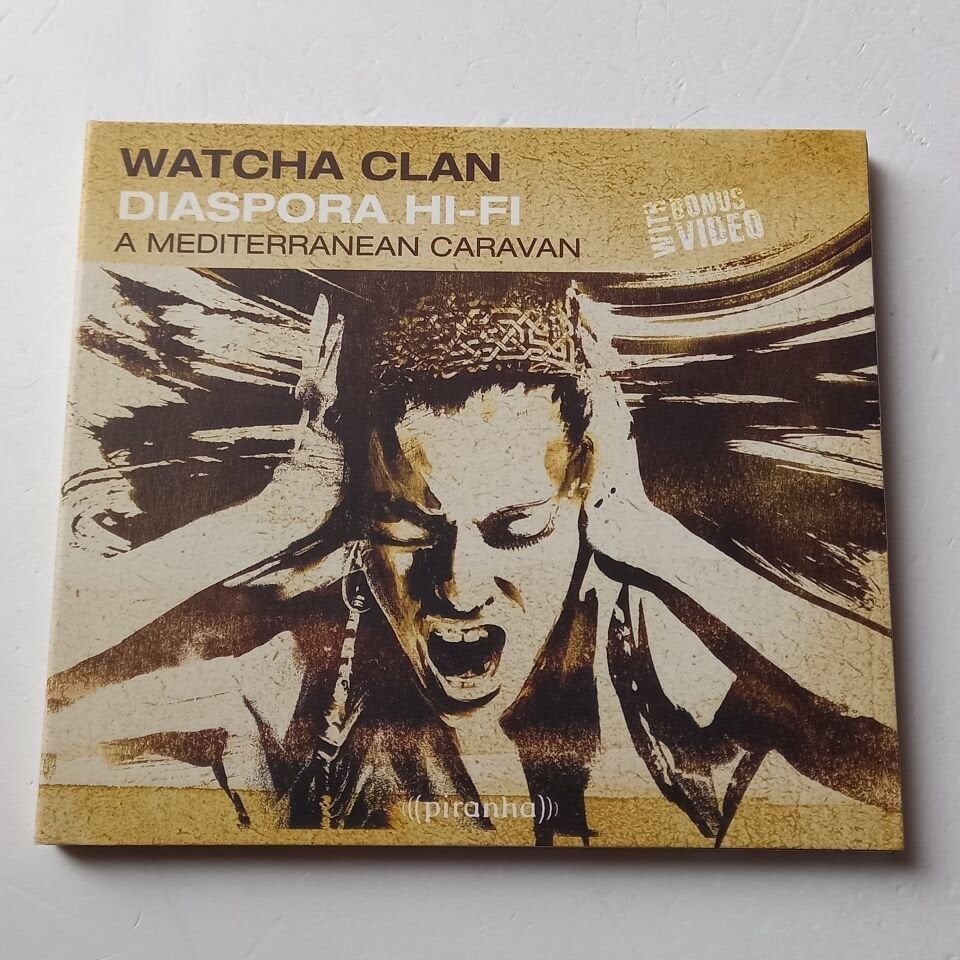 WATCHA CLAN
DIASPORA HI-FI
A MEDITERRANEAN CARAVAN
WITH
BONUS
VIDEO
(((piranha)))